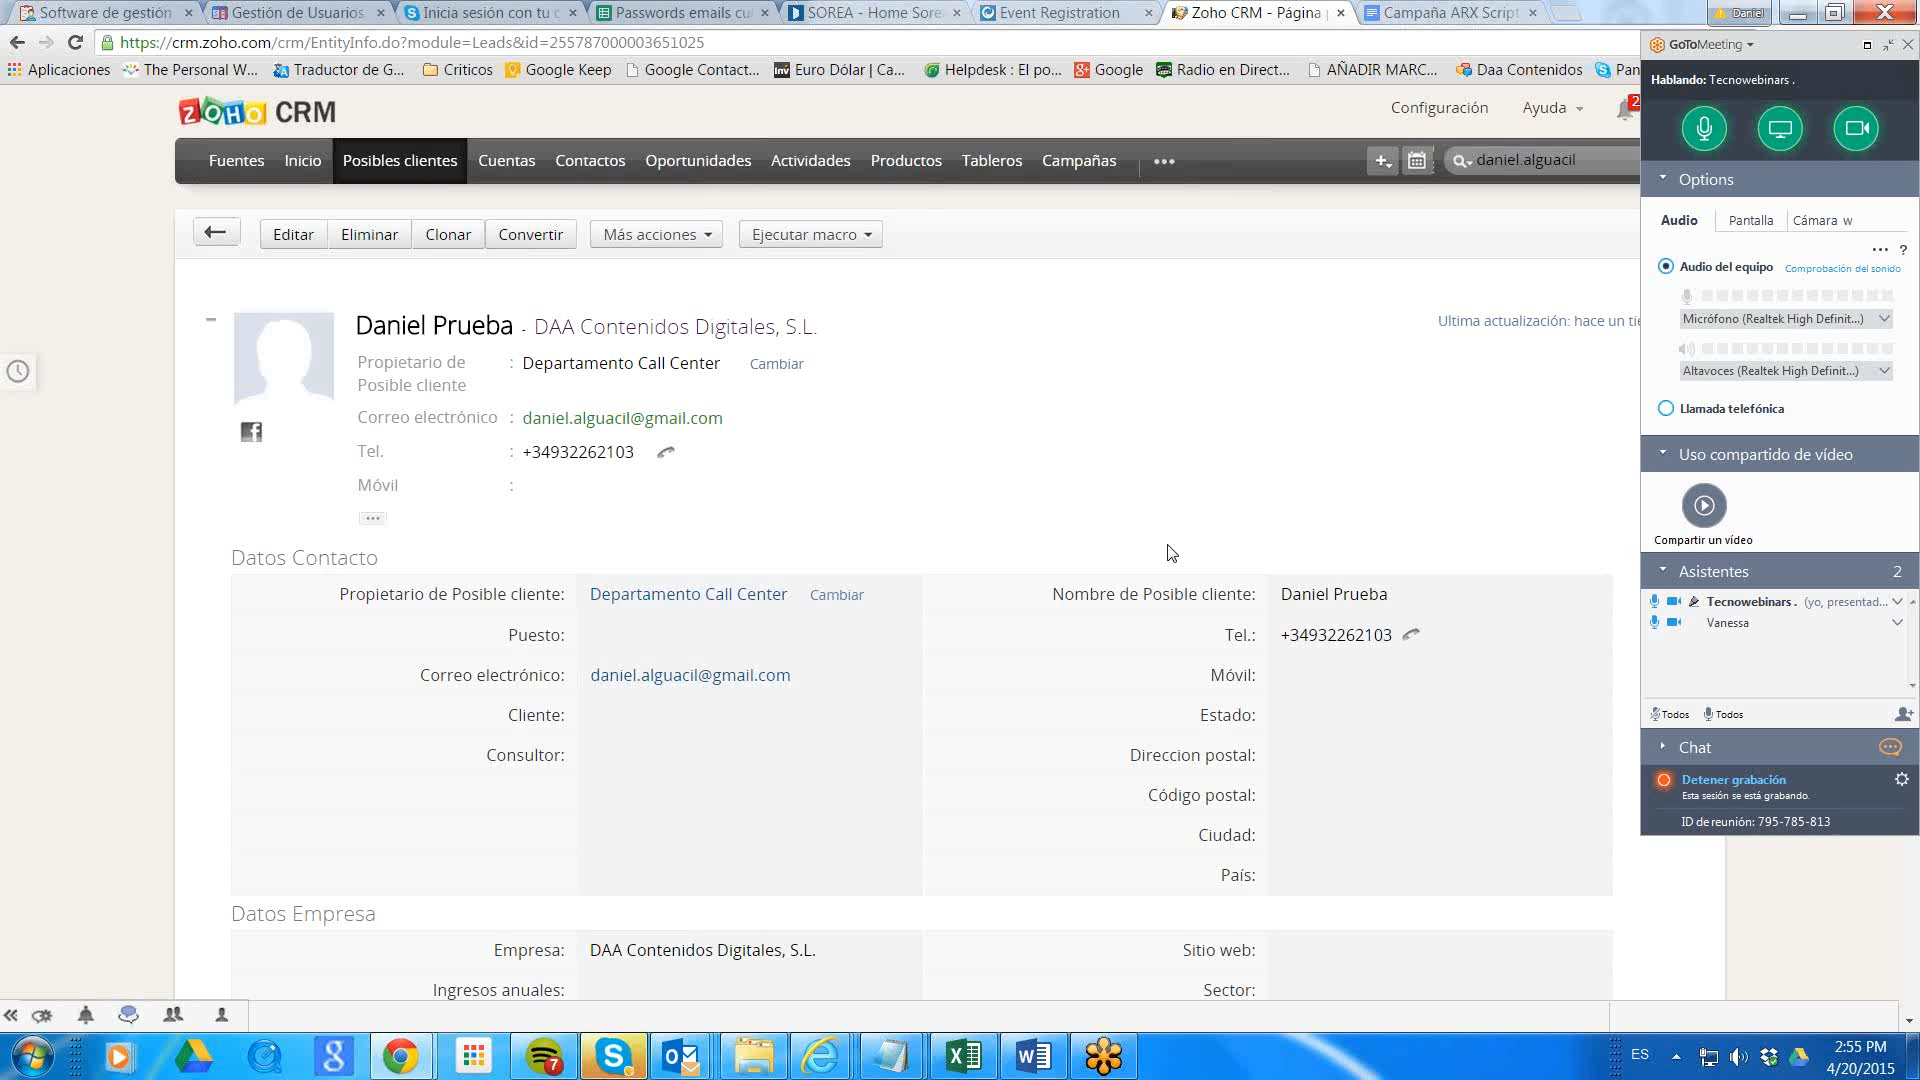 Software de gestión
Gestión de Usuarios
Inicia sesión con tu c
Passwords emails cu
SOREA - Home Sorea
Event Registration
Zoho CRM - Página
Campaña ARX Script
Daniel
https://crm.zoho.com/crm/EntityInfo.do?module=Leads&id=255787000003651025
Aplicaciones
The Personal W...
Traductor de G...
Criticos
Google Keep
Google Contact...
Euro Dólar | Ca...
Helpdesk : El po...
Google
Radio en Direct...
AÑADIR MARC...
Daa Contenidos
Pan
ZOHO CRM
Configuración
Ayuda
2
Fuentes
Inicio
Posibles clientes
Cuentas
Contactos
Oportunidades
Actividades
Productos
Tableros
Campañas
•••
daniel.alguacil
Editar
Eliminar
Clonar
Convertir
Más acciones
Ejecutar macro
Daniel Prueba - DAA Contenidos Digitales, S.L.
Ultima actualización: hace un tie
Propietario de
Posible cliente
: Departamento Call Center
Cambiar
Correo electrónico : daniel.alguacil@gmail.com
Tel. : +34932262103
Móvil :
Datos Contacto
Propietario de Posible cliente: Departamento Call Center Cambiar
Nombre de Posible cliente: Daniel Prueba
Puesto:
Tel.: +34932262103
Correo electrónico: daniel.alguacil@gmail.com
Móvil:
Cliente:
Estado:
Consultor:
Direccion postal:
Código postal:
Ciudad:
País:
Datos Empresa
Empresa: DAA Contenidos Digitales, S.L.
Sitio web:
Ingresos anuales:
Sector:
GoToMeeting
Hablando: Tecnowebinars .
Options
Audio
Pantalla
Cámara w
... ?
Audio del equipo
Comprobación del sonido
Micrófono (Realtek High Definit...)
Altavoces (Realtek High Definit...)
Llamada telefónica
Uso compartido de vídeo
Compartir un vídeo
Asistentes 2
Tecnowebinars . (yo, presentad...
Vanessa
Todos
Todos
Chat
Detener grabación
Esta sesión se está grabando.
ID de reunión: 795-785-813
ES
2:55 PM
4/20/2015